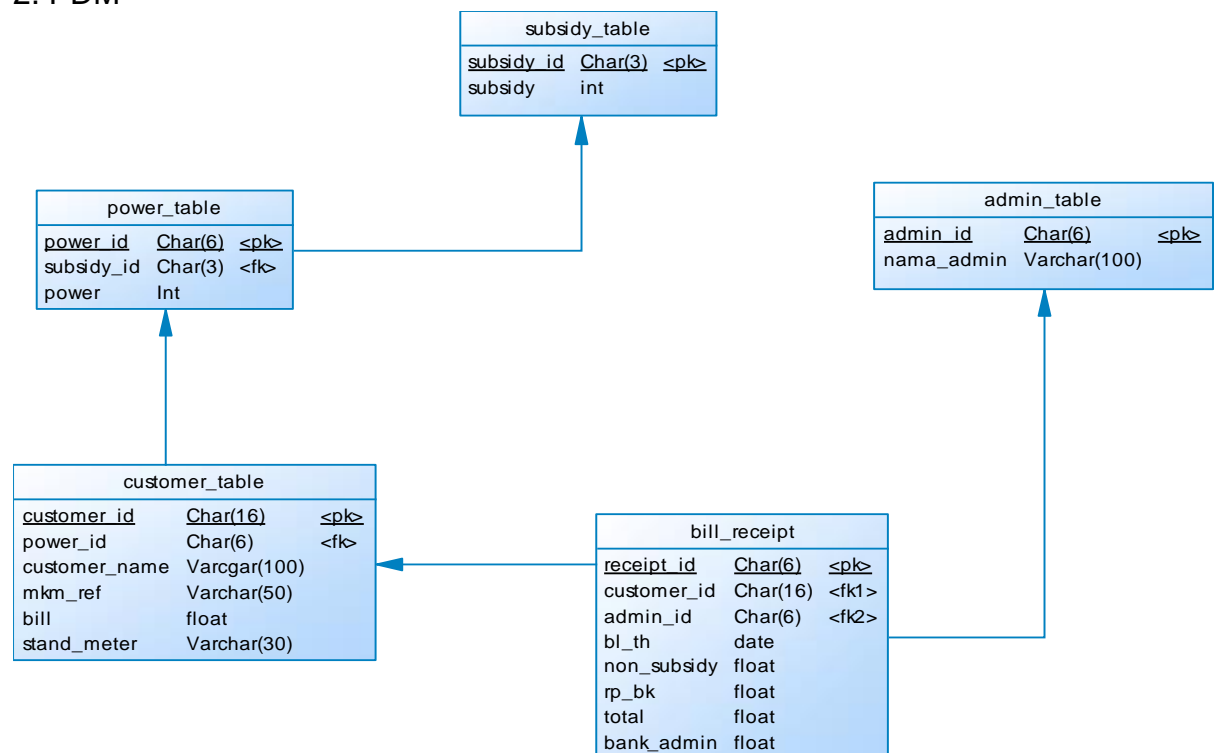 2. PDM
subsidy_table
subsidy_id Char(3) <pk>
subsidy int
power_table
power_id Char(6) <pk>
subsidy_id Char(3) <fk>
power Int
admin_table
admin_id Char(6) <pk>
nama_admin Varchar(100)
customer_table
customer_id Char(16) <pk>
power_id Char(6) <fk>
customer_name Varcgar(100)
mkm_ref Varchar(50)
bill float
stand_meter Varchar(30)
bill_receipt
receipt_id Char(6) <pk>
customer_id Char(16) <fk1>
admin_id Char(6) <fk2>
bl_th date
non_subsidy float
rp_bk float
total float
bank_admin float